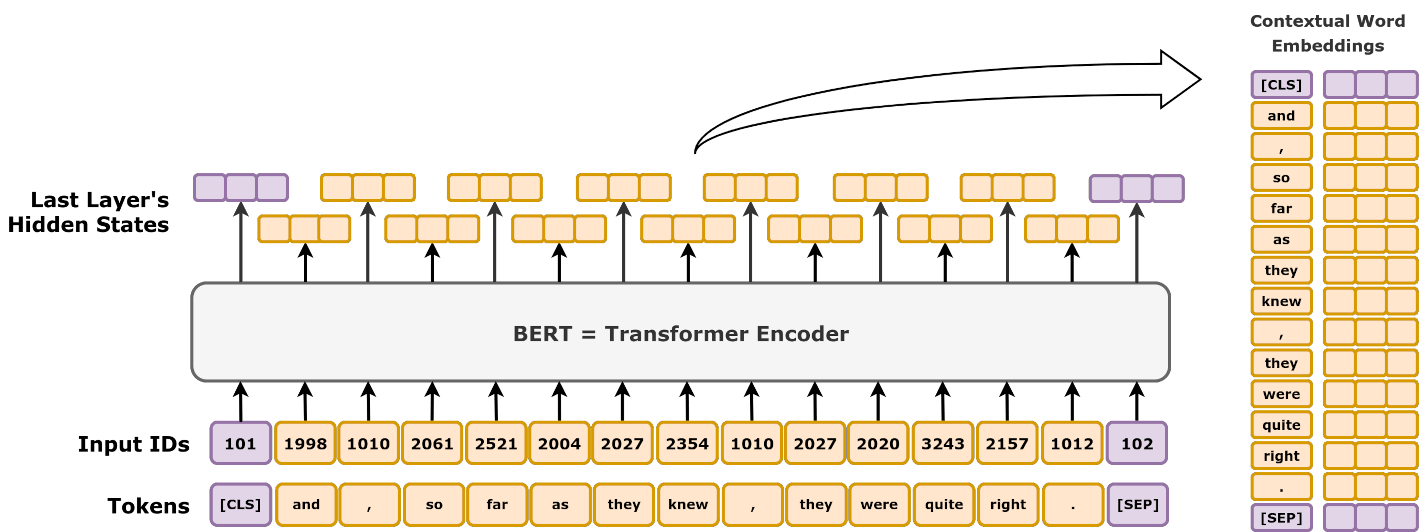 Contextual Word
Embeddings
[CLS]
and
,
so
far
as
they
knew
,
they
were
quite
right
.
[SEP]
Last Layer's
Hidden States
BERT = Transformer Encoder
Input IDs 101 1998 1010 2061 2521 2004 2027 2354 1010 2027 2020 3243 2157 1012 102
Tokens [CLS] and , so far as they knew , they were quite right . [SEP]